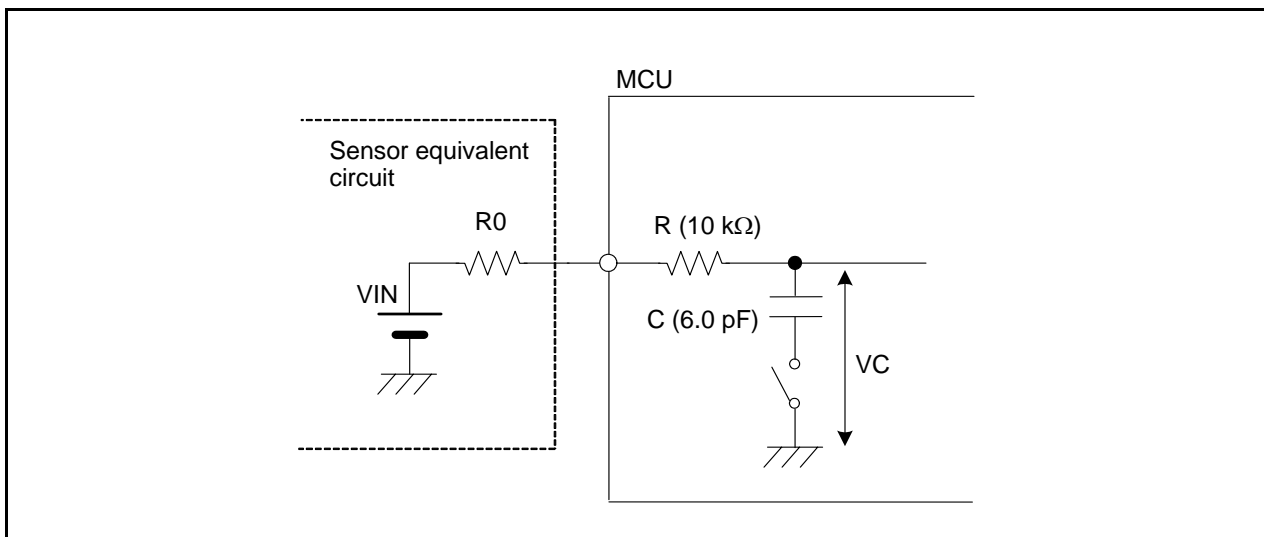 MCU
Sensor equivalent
circuit
R0
R (10 kΩ)
VIN
C (6.0 pF)
VC